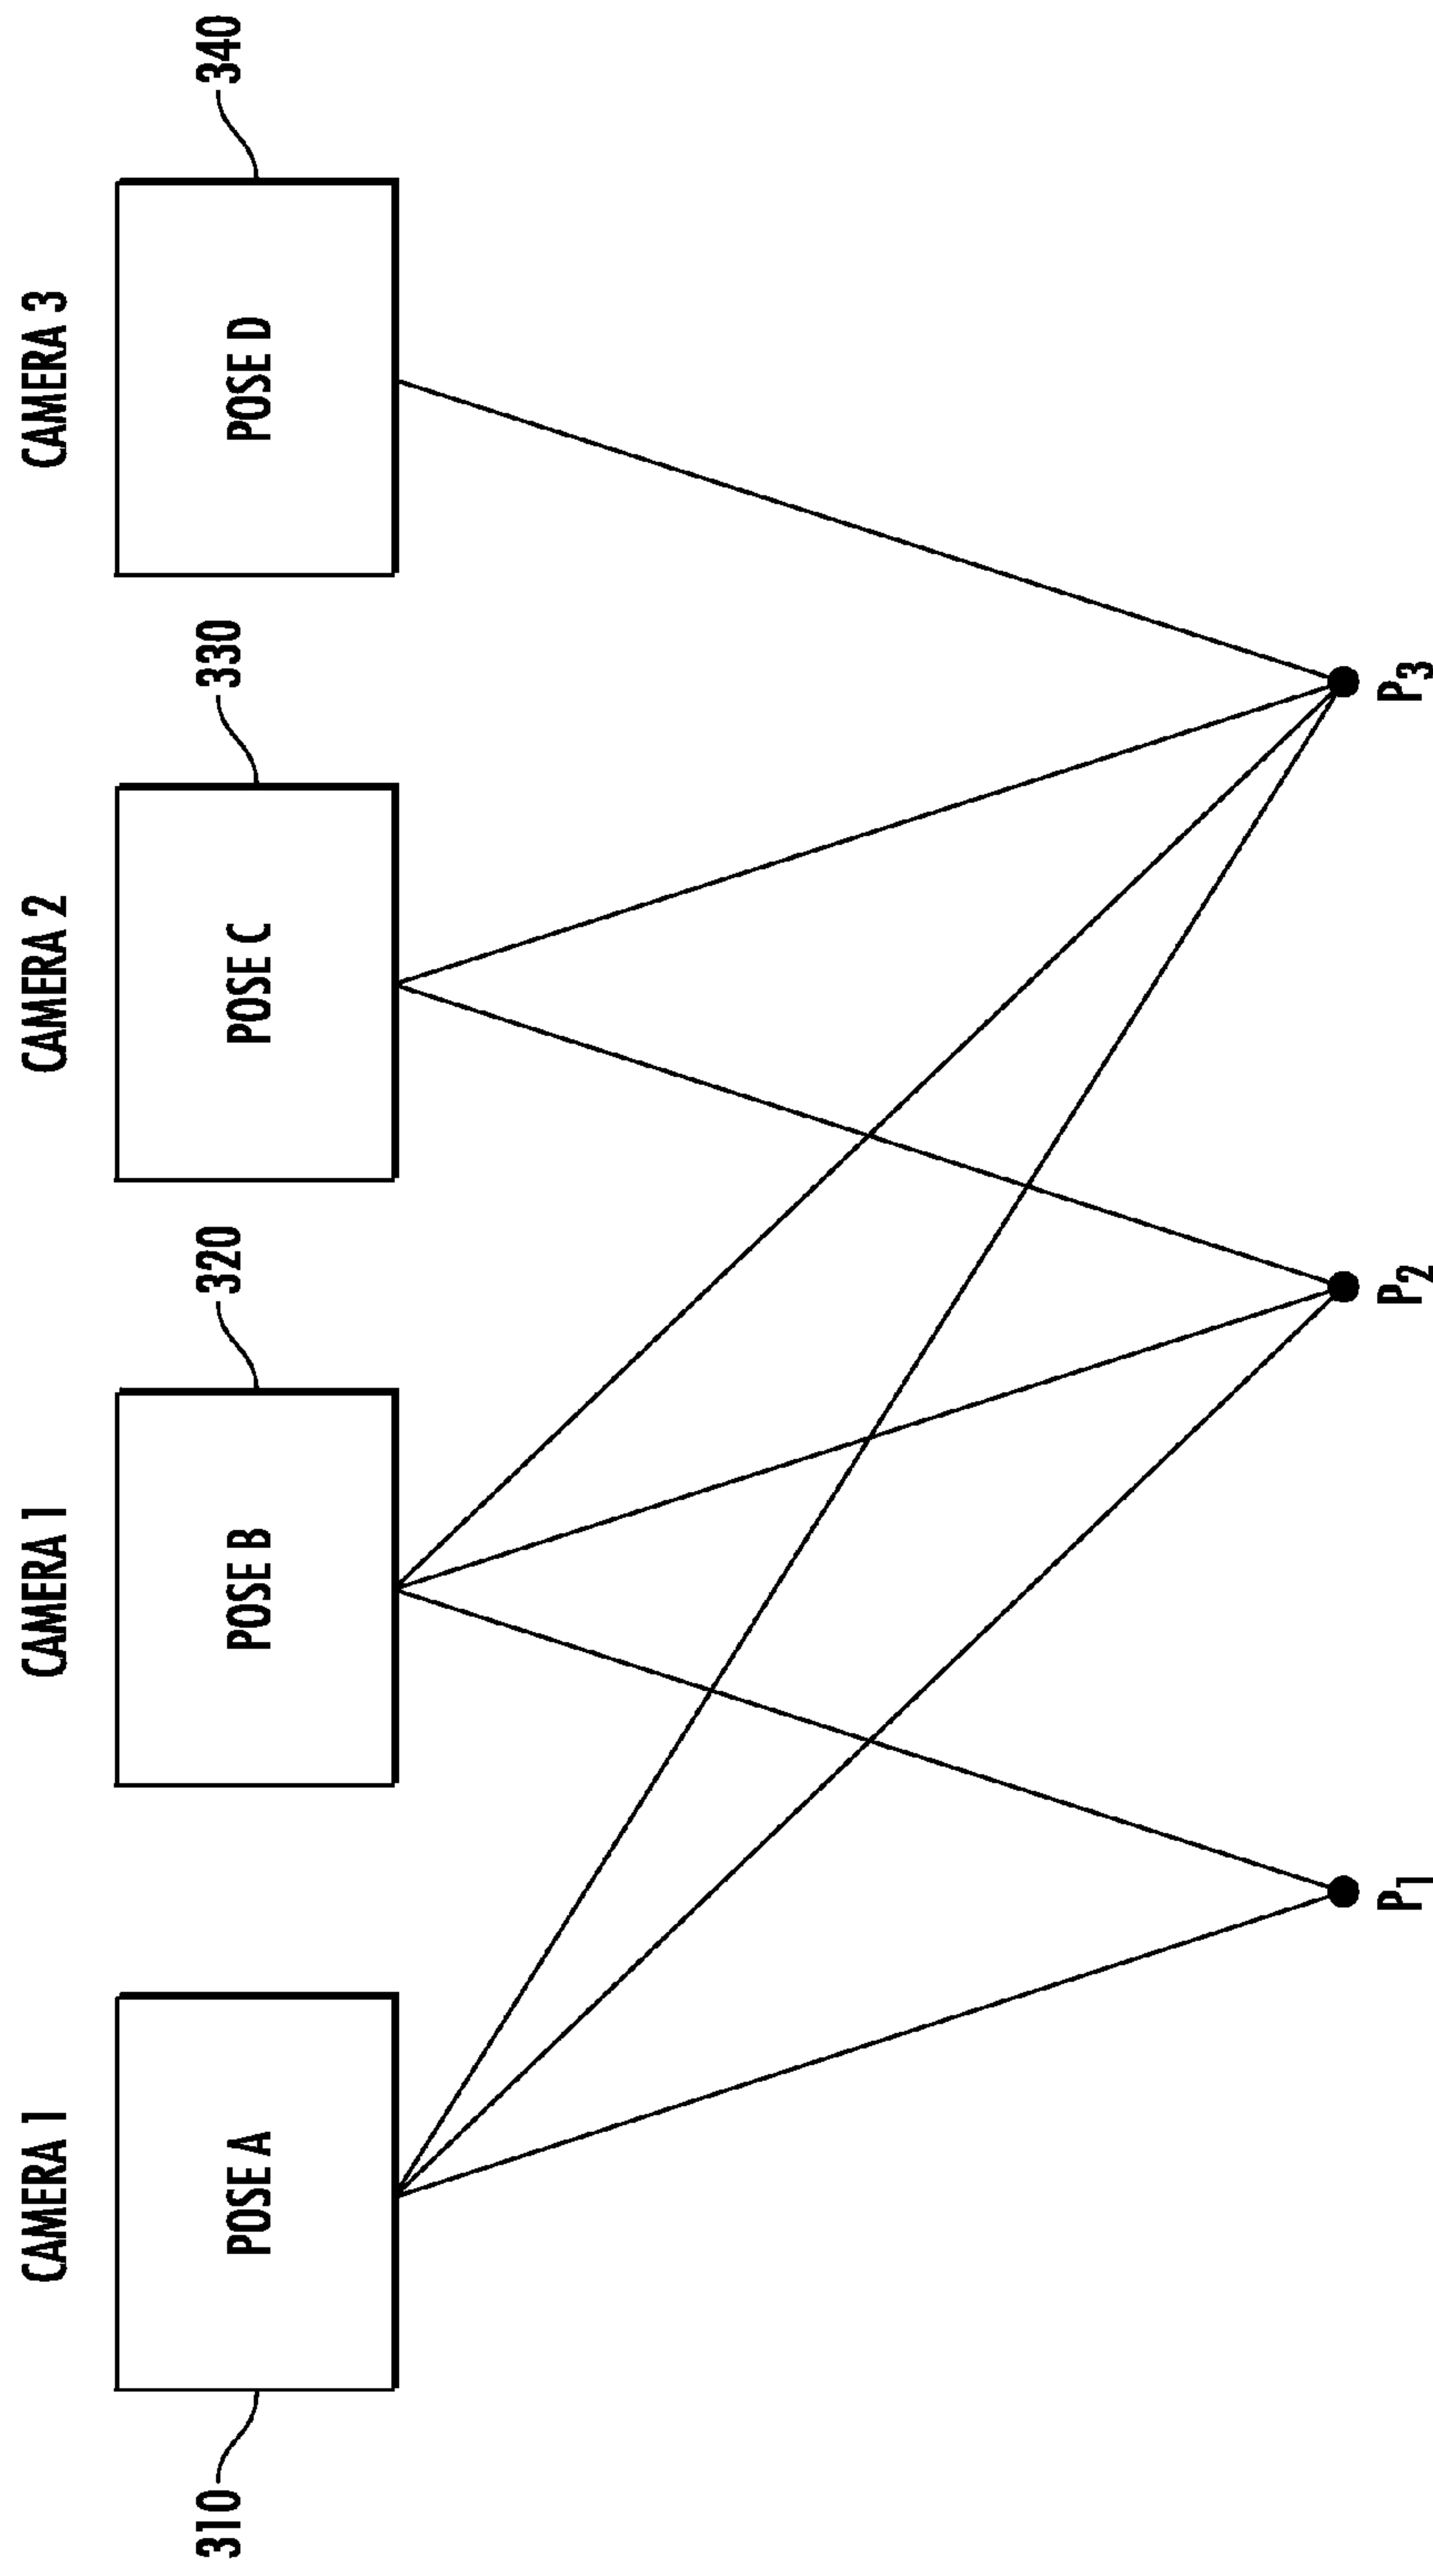 CAMERA 1
CAMERA 1
CAMERA 2
CAMERA 3
310
POSE A
320
POSE B
330
POSE C
340
POSE D
P1
P2
P3